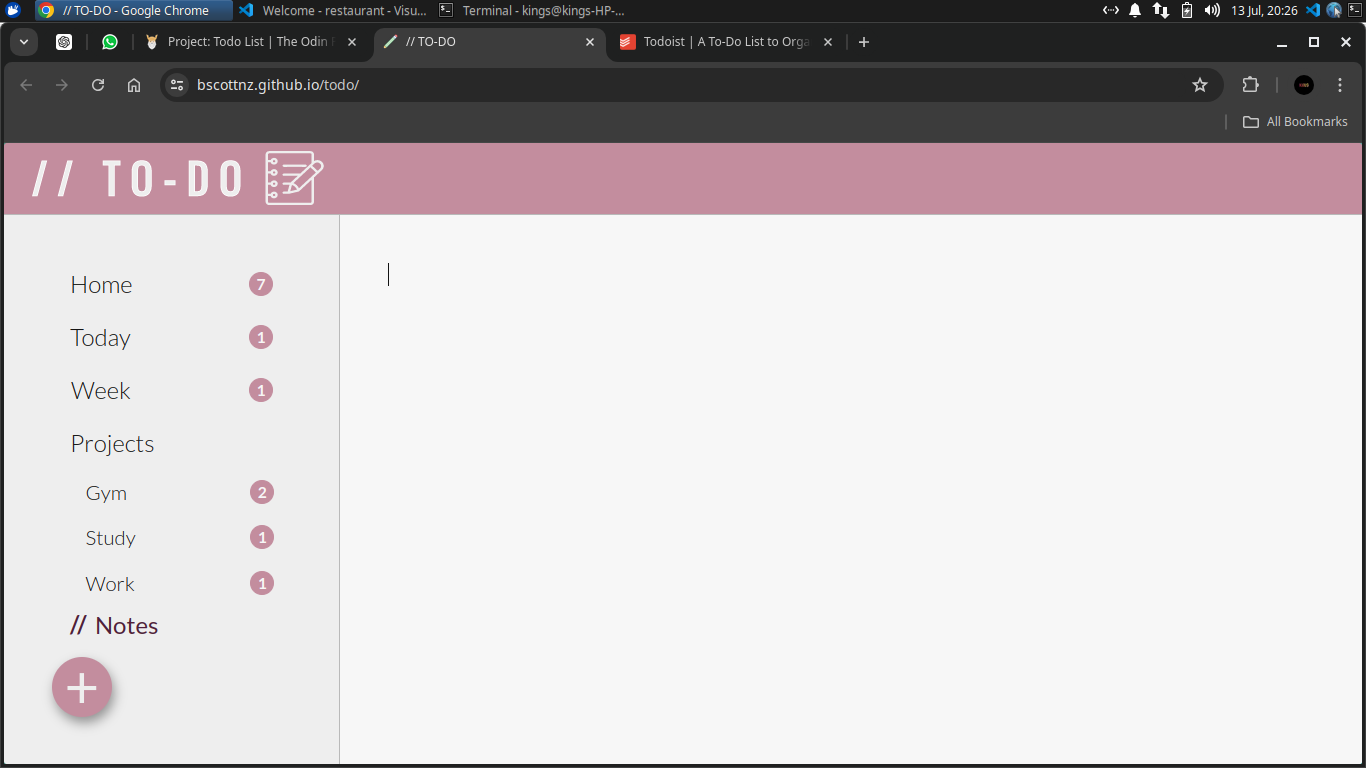 // TO-DO - Google Chrome Welcome - restaurant - Visu... Terminal - kings@kings-HP-... 13 Jul, 20:26
Project: Todo List | The Odin // TO-DO Todoist | A To-Do List to Orga
bscottnz.github.io/todo/
All Bookmarks
// TO-DO
Home 7
Today 1
Week 1
Projects
Gym 2
Study 1
Work 1
// Notes